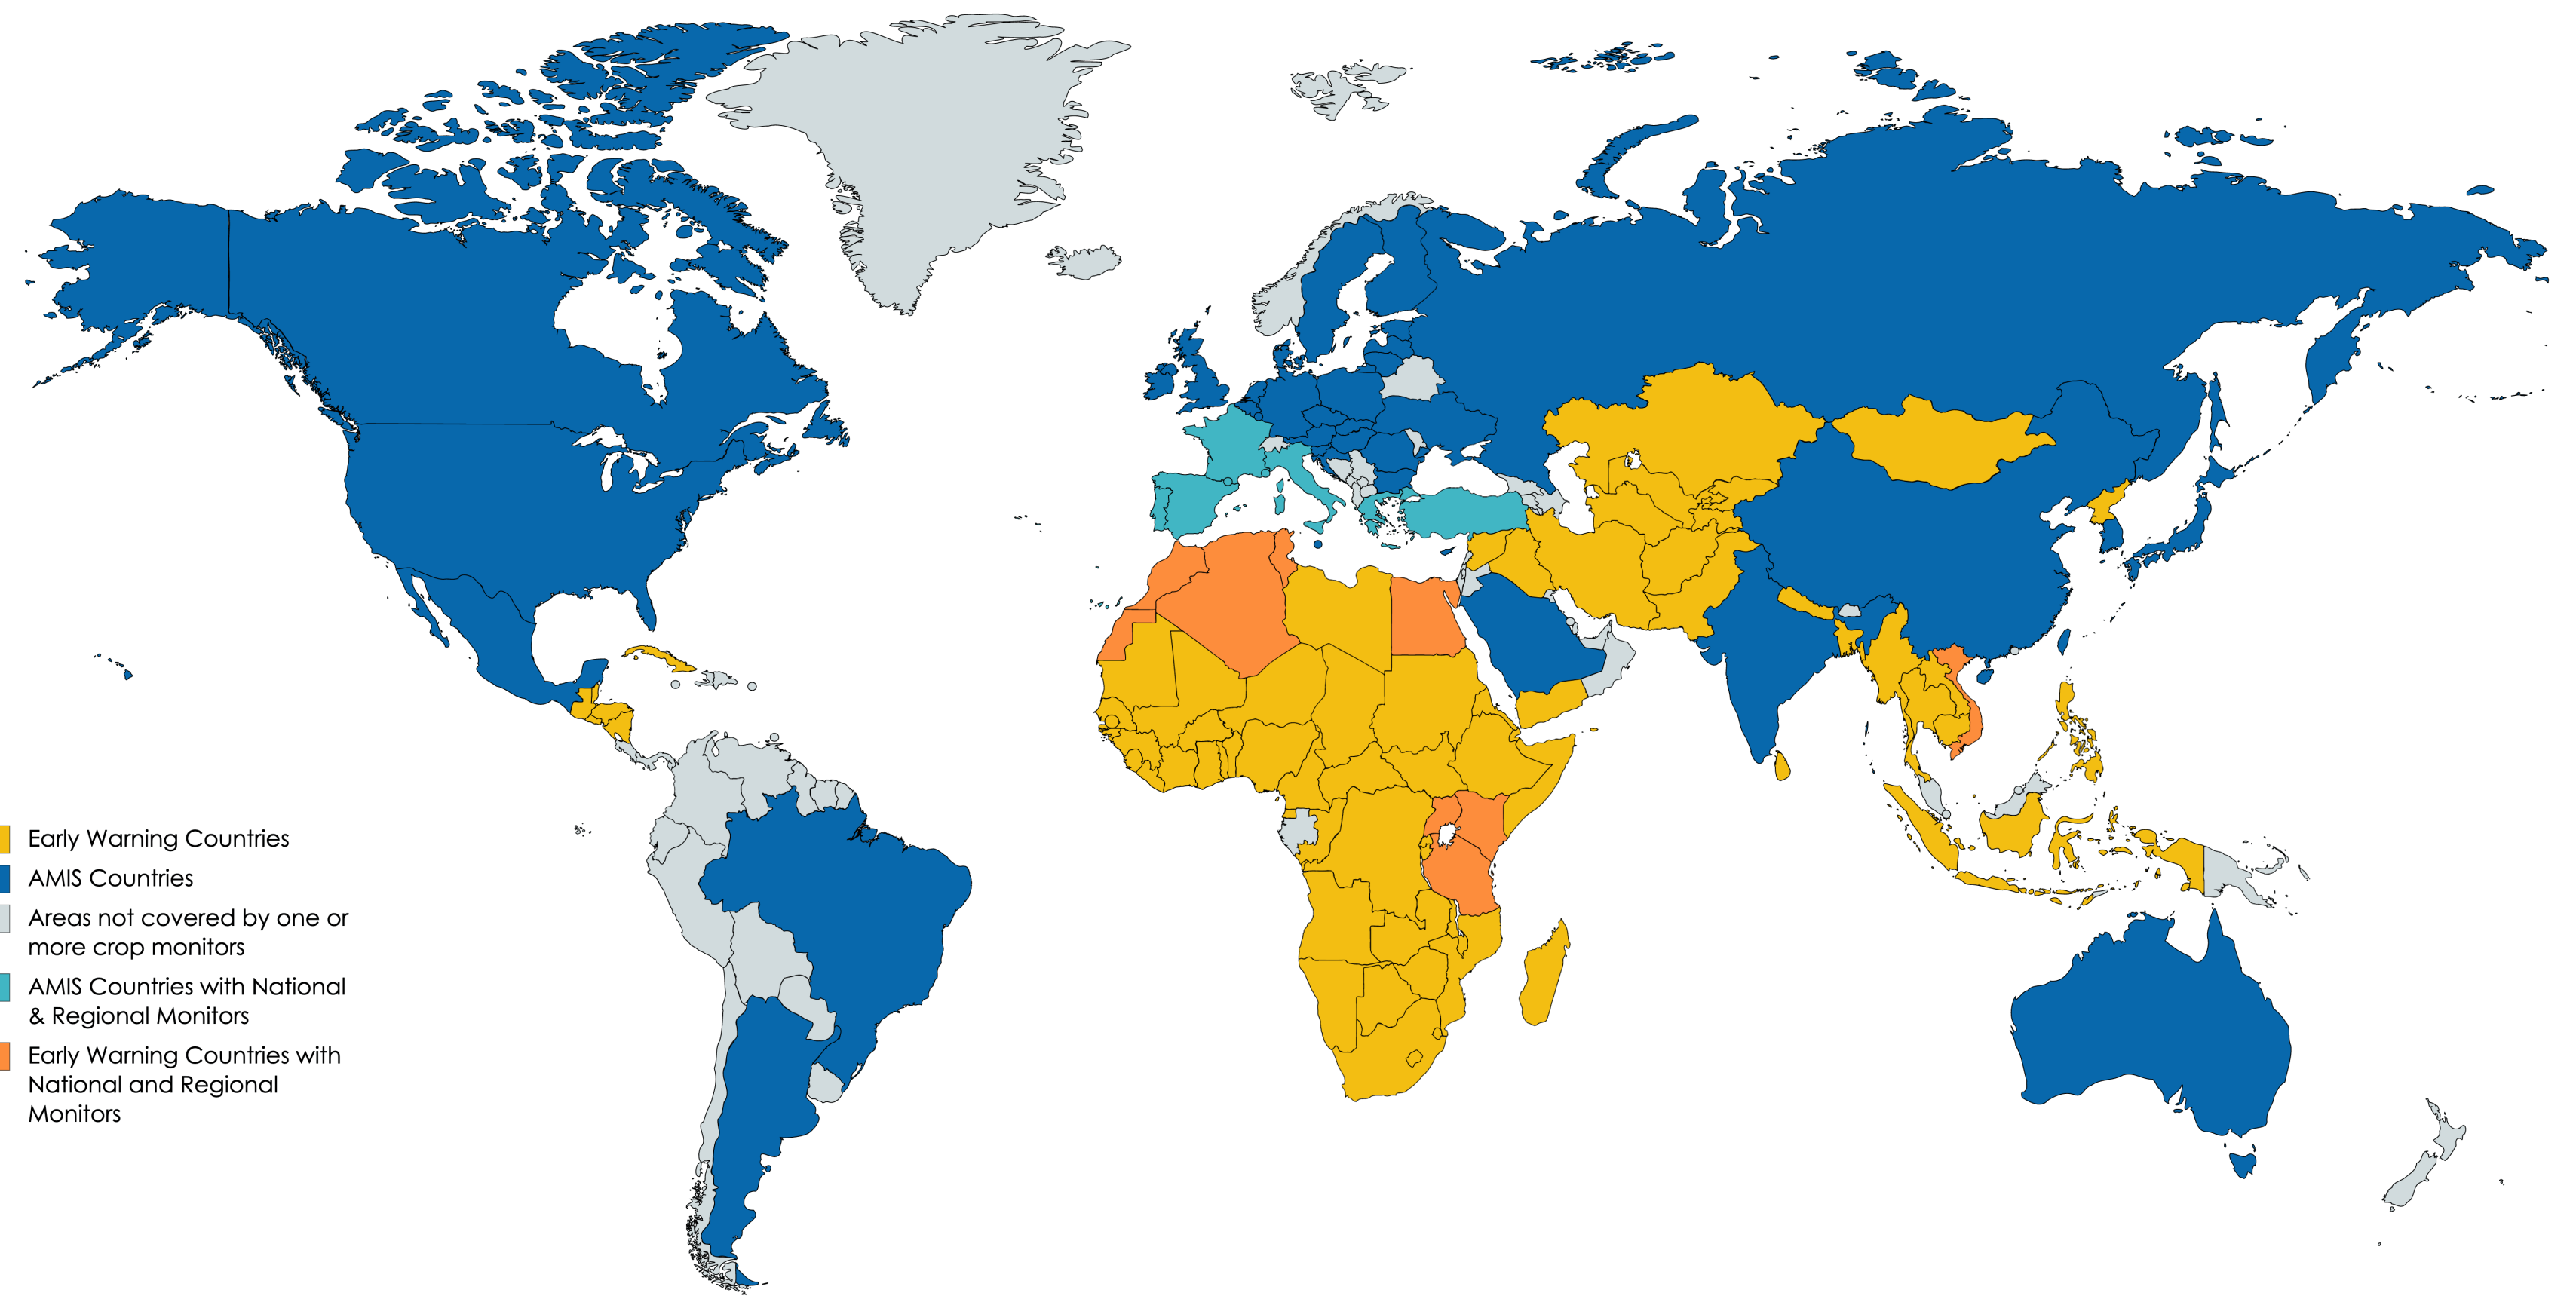 Early Warning Countries
AMIS Countries
Areas not covered by one or
more crop monitors
AMIS Countries with National
& Regional Monitors
Early Warning Countries with
National and Regional
Monitors